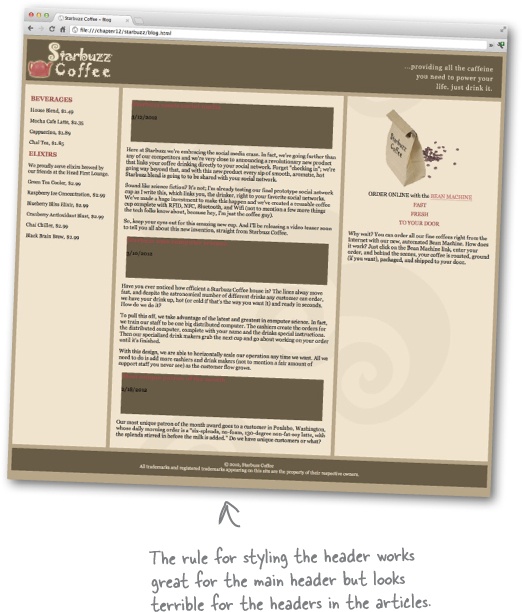 Starbuzz Coffee – Blog
file:///chapter12/starbuzz/blog.html
Starbuzz
Coffee
...providing all the caffeine
you need to power your
life. just drink it.
BEVERAGES
House Blend, $1.49
Mocha Cafe Latte, $2.35
Cappuccino, $1.89
Chai Tea, $1.85
ELIXIRS
We proudly serve elixirs brewed by
our friends at the Head First Lounge.
Green Tea Cooler, $2.99
Raspberry Ice Concentration, $2.99
Blueberry Bliss Elixir, $2.99
Cranberry Antioxidant Blast, $2.99
Chai Chiller, $2.99
Black Brain Brew, $2.99
3/12/2012
Here at Starbuzz we're embracing the social media craze. In fact, we're going further than
any of our competitors and we're very close to announcing a revolutionary new product
that links your coffee drinking directly to your social network. Forget "checking in"; we're
going way beyond that, and with this new product every sip of smooth, aromatic, hot
Starbuzz blend is going to to be shared with your social network.
Sound like science fiction? It's not; I'm already testing our final prototype social network
cup as I write this, which links you, the drinker, right to your favorite social networks.
We've made a huge investment to make this happen and we've created a reusable coffee
cup complete with RFID, NFC, Bluetooth, and Wifi (not to mention a few more things
the tech folks know about, because hey, I'm just the coffee guy).
So, keep your eyes out for this amazing new cup. And I'll be releasing a video teaser soon
to tell you all about this new invention, straight from Starbuzz Coffee.
3/10/2012
Have you ever noticed how efficient a Starbuzz Coffee house is? The lines alway move
fast, and despite the astronomical number of different drinks any customer can order,
we have your drink up, hot (or cold if that's the way you want it) and ready in seconds.
How do we do it?
To pull this off, we take advantage of the latest and greatest in computer science. In fact,
we train our staff to be one big distributed computer. The cashiers create the orders for
the distributed computer, complete with your name and the drinks special instructions.
Then our specialized drink makers grab the next cup and go about working on your order
until it's finished.
With this design, we are able to horizontally scale our operation any time we want. All we
need to do is add more cashiers and drink makers (not to mention a fair amount of
support staff you never see) as the customer flow grows.
2/18/2012
Our most unique patron of the month award goes to a customer in Poulsbo, Washington,
whose daily morning order is a "six-splenda, no-foam, 130-degree non-fat soy latte, with
the splenda stirred in before the milk is added." Do we have unique customers or what?
Starbuzz
Coffee
ORDER ONLINE with the BEAN MACHINE
FAST
FRESH
TO YOUR DOOR
Why wait? You can order all our fine coffees right from the
Internet with our new, automated Bean Machine. How does
it work? Just click on the Bean Machine link, enter your
order, and behind the scenes, your coffee is roasted, ground
(if you want), packaged, and shipped to your door.
© 2012, Starbuzz Coffee
All trademarks and registered trademarks appearing on this site are the property of their respective owners.
The rule for styling the header works
great for the main header but looks
terrible for the headers in the articles.